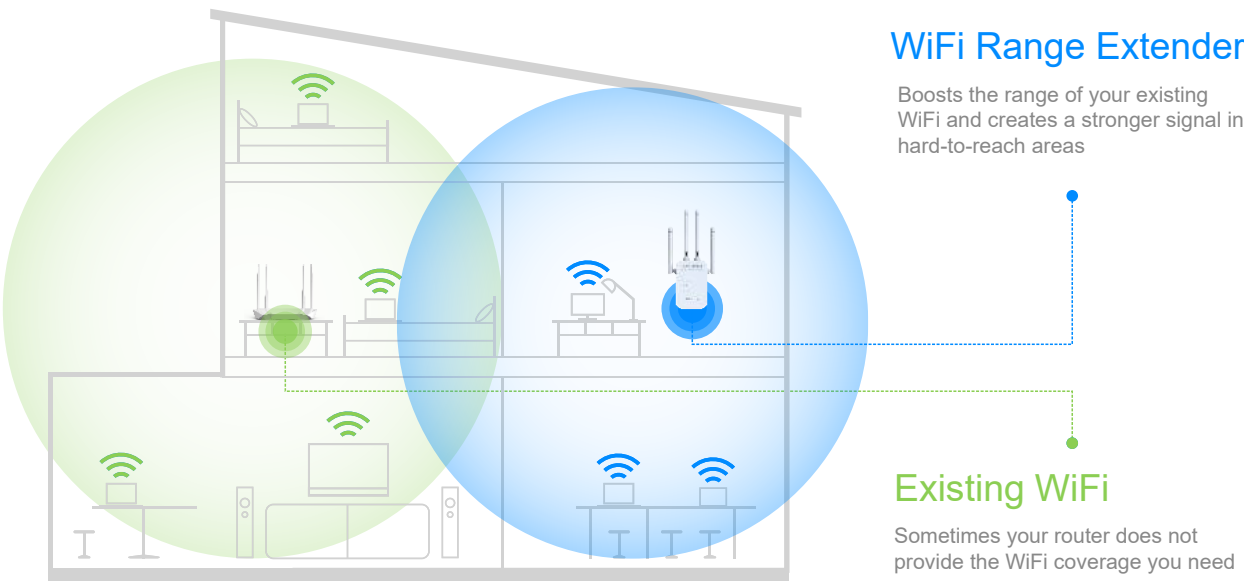 WiFi Range Extender
Boosts the range of your existing
WiFi and creates a stronger signal in
hard-to-reach areas
Existing WiFi
Sometimes your router does not
provide the WiFi coverage you need